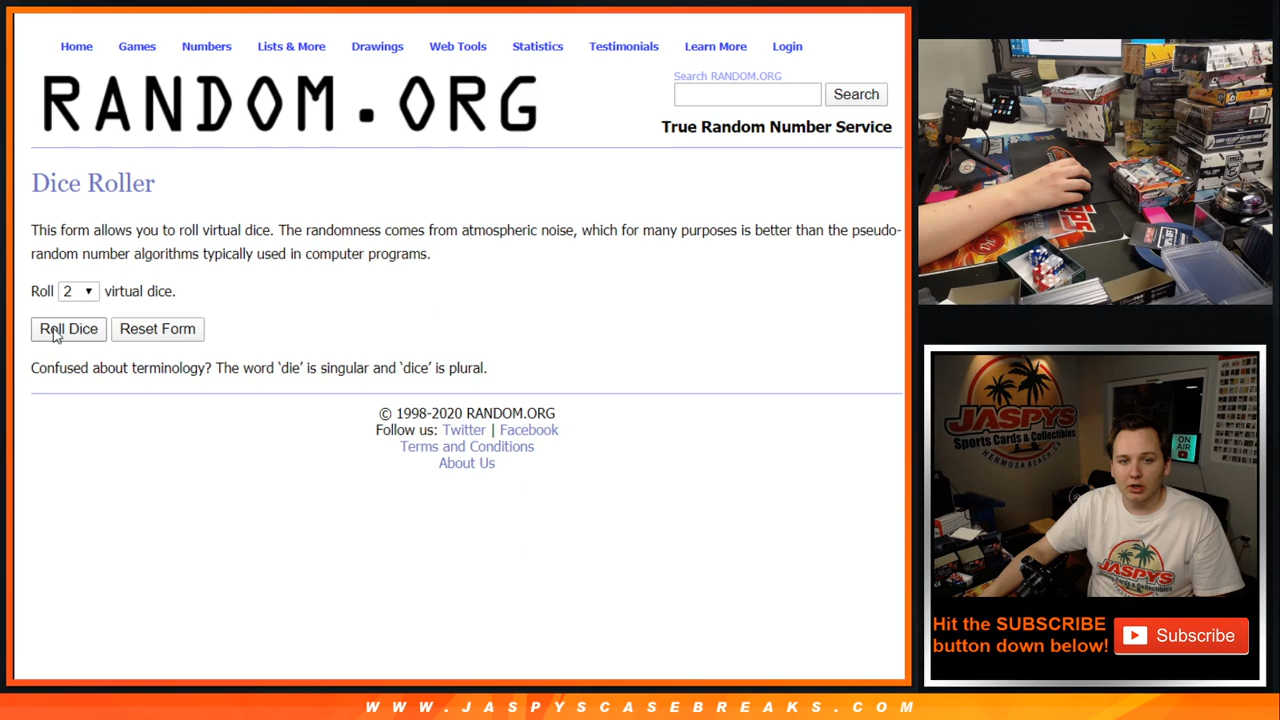 Home Games Numbers Lists & More Drawings Web Tools Statistics Testimonials Learn More Login
RANDOM.ORG
Search RANDOM.ORG
Search
True Random Number Service
Dice Roller
This form allows you to roll virtual dice. The randomness comes from atmospheric noise, which for many purposes is better than the pseudo-
random number algorithms typically used in computer programs.
Roll 2 virtual dice.
Roll Dice Reset Form
Confused about terminology? The word ‘die’ is singular and ‘dice’ is plural.
© 1998-2020 RANDOM.ORG
Follow us: Twitter | Facebook
Terms and Conditions
About Us
JASPYS
Sports Cards & Collectibles
HERMOSA BEACH, CA
ON AIR
JASPYS
Hit the SUBSCRIBE
button down below!
Subscribe
WWW.JASPYSCASEBREAKS.COM